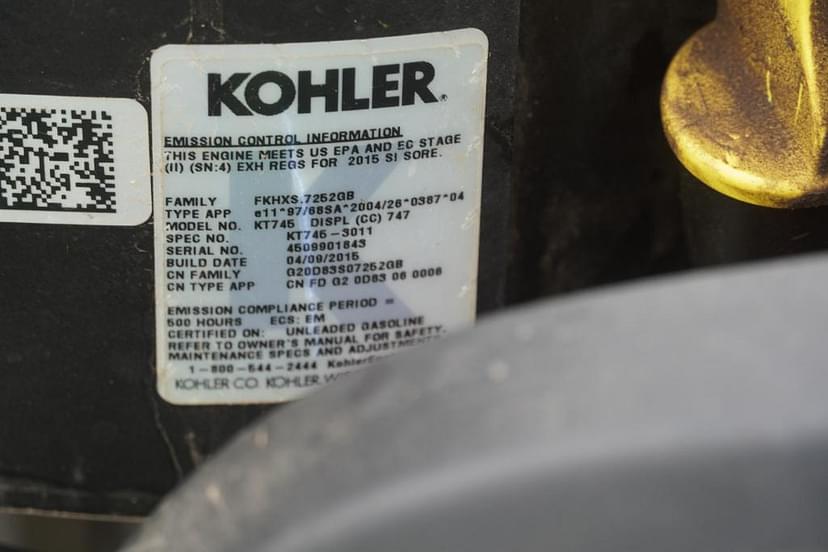 KOHLER®
EMISSION CONTROL INFORMATION
THIS ENGINE MEETS US EPA AND EC STAGE
(II) (SN:4) EXH REGS FOR 2015 SI SORE.
FAMILY FKHXS.7252GB
TYPE APP e11*97/68SA*2004/26*0387*04
MODEL NO. KT745 DISPL (CC) 747
SPEC NO. KT745-3011
SERIAL NO. 4509901843
BUILD DATE 04/09/2015
CN FAMILY G20D83S07252GB
CN TYPE APP CN FD G2 0D83 06 0006
EMISSION COMPLIANCE PERIOD =
500 HOURS ECS: EM
CERTIFIED ON: UNLEADED GASOLINE
REFER TO OWNER'S MANUAL FOR SAFETY,
MAINTENANCE SPECS AND ADJUSTMENTS
1-800-544-2444
KOHLER CO. KOHLER,